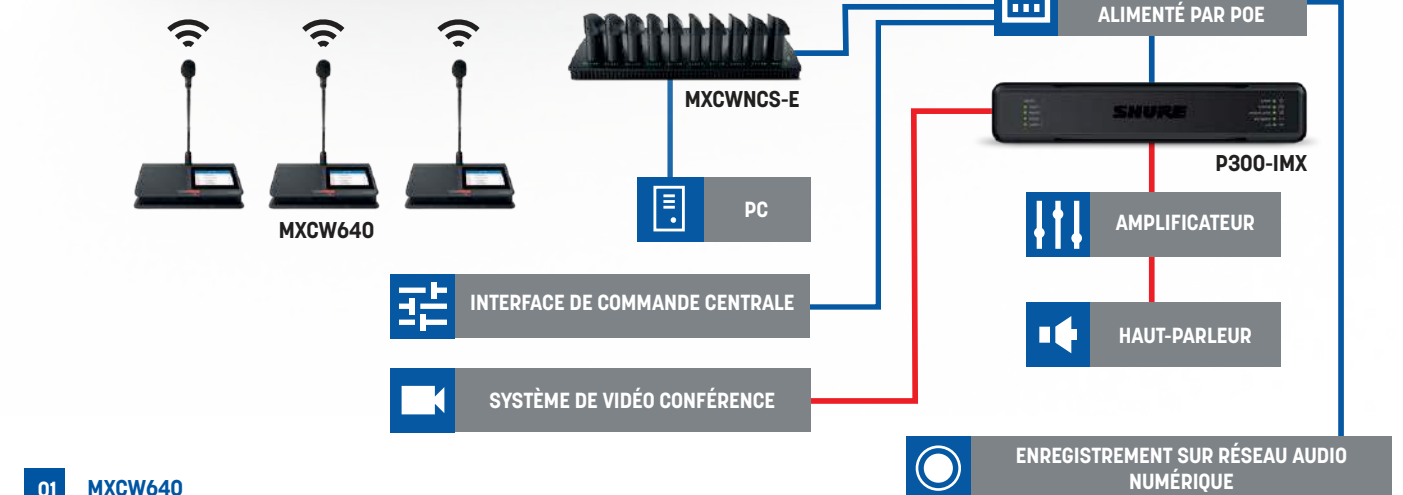 ALIMENTÉ PAR POE
MXCWNCS-E
SHURE
P300-IMX
MXCW640
PC
AMPLIFICATEUR
INTERFACE DE COMMANDE CENTRALE
HAUT-PARLEUR
SYSTÈME DE VIDÉO CONFÉRENCE
ENREGISTREMENT SUR RÉSEAU AUDIO
NUMÉRIQUE
01 MXCW640